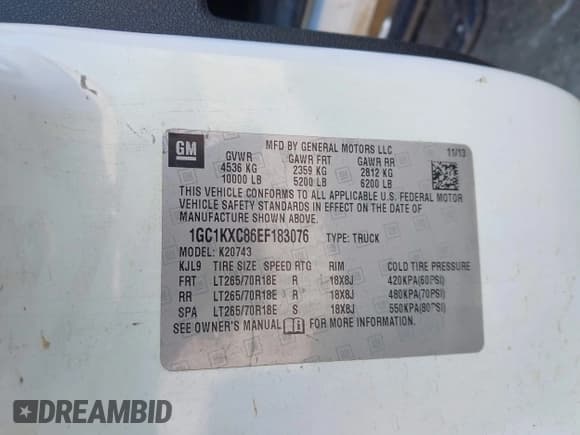 GM
MFD BY GENERAL MOTORS LLC
11/13
GVWR GAWR FRT GAWR RR
4536 KG 2359 KG 2812 KG
10000 LB 5200 LB 6200 LB
THIS VEHICLE CONFORMS TO ALL APPLICABLE U.S. FEDERAL MOTOR
VEHICLE SAFETY STANDARDS IN EFFECT ON THE DATE OF
MANUFACTURE SHOWN ABOVE.
1GC1KXC86EF183076 TYPE: TRUCK
MODEL: K20743
KJL9 TIRE SIZE SPEED RTG RIM COLD TIRE PRESSURE
FRT LT265/70R18E R 18X8J 420KPA(60PSI)
RR LT265/70R18E R 18X8J 480KPA(70PSI)
SPA LT265/70R18E S 18X8J 550KPA(80PSI)
SEE OWNER'S MANUAL FOR MORE INFORMATION.
DREAMBID